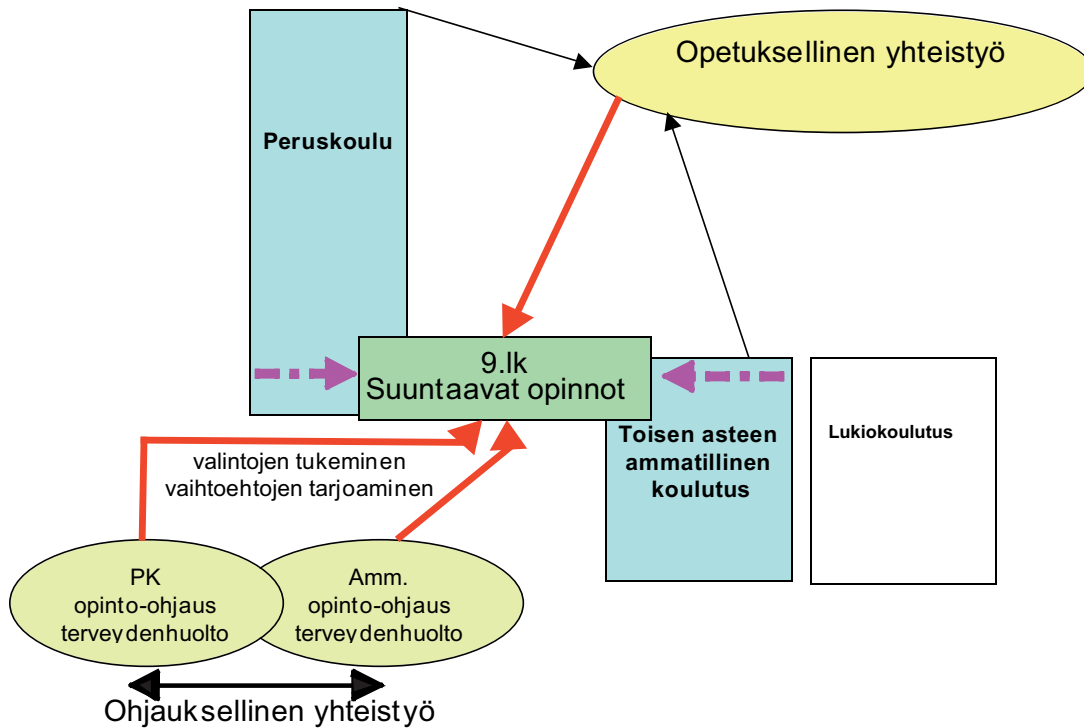 Opetuksellinen yhteistyö
Peruskoulu
9.lk
Suuntaavat opinnot
Toisen asteen
ammatillinen
koulutus
Lukiokoulutus
valintojen tukeminen
vaihtoehtojen tarjoaminen
PK
opinto-ohjaus
terveydenhuolto
Amm.
opinto-ohjaus
terveydenhuolto
Ohjauksellinen yhteistyö